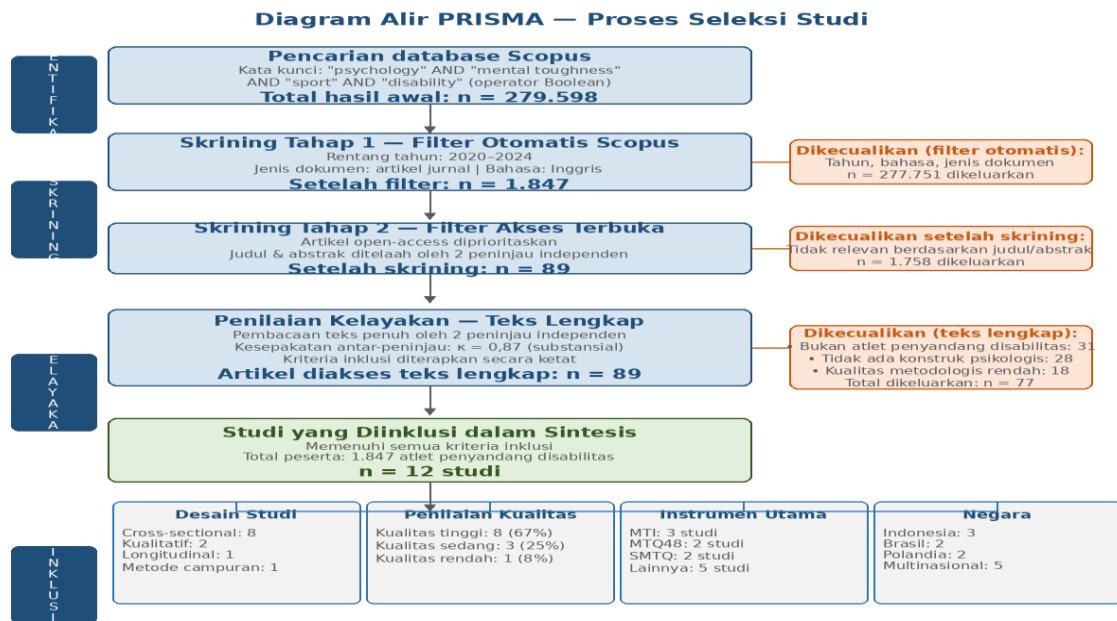 Diagram Alir PRISMA — Proses Seleksi Studi
ENTIFIKA
Pencarian database Scopus
Kata kunci: "psychology" AND "mental toughness"
AND "sport" AND "disability" (operator Boolean)
Total hasil awal: n = 279.598
SKRINING
Skrining Tahap 1 — Filter Otomatis Scopus
Rentang tahun: 2020–2024
Jenis dokumen: artikel jurnal | Bahasa: Inggris
Setelah filter: n = 1.847
Dikecualikan (filter otomatis):
Tahun, bahasa, jenis dokumen
n = 277.751 dikeluarkan
Skrining Tahap 2 — Filter Akses Terbuka
Artikel open-access diprioritaskan
Judul & abstrak ditelaah oleh 2 peninjau independen
Setelah skrining: n = 89
Dikecualikan setelah skrining:
Tidak relevan berdasarkan judul/abstrak
n = 1.758 dikeluarkan
ELAYAKA
Penilaian Kelayakan — Teks Lengkap
Pembacaan teks penuh oleh 2 peninjau independen
Kesepakatan antar-peninjau: κ = 0,87 (substansial)
Kriteria inklusi diterapkan secara ketat
Artikel diakses teks lengkap: n = 89
Dikecualikan (teks lengkap):
• Bukan atlet penyandang disabilitas: 31
• Tidak ada konstruk psikologis: 28
• Kualitas metodologis rendah: 18
Total dikeluarkan: n = 77
Studi yang Diinklusi dalam Sintesis
Memenuhi semua kriteria inklusi
Total peserta: 1.847 atlet penyandang disabilitas
n = 12 studi
INKLUSI
Desain Studi
Cross-sectional: 8
Kualitatif: 2
Longitudinal: 1
Metode campuran: 1
Penilaian Kualitas
Kualitas tinggi: 8 (67%)
Kualitas sedang: 3 (25%)
Kualitas rendah: 1 (8%)
Instrumen Utama
MTI: 3 studi
MTQ48: 2 studi
SMTQ: 2 studi
Lainnya: 5 studi
Negara
Indonesia: 3
Brasil: 2
Polandia: 2
Multinasional: 5